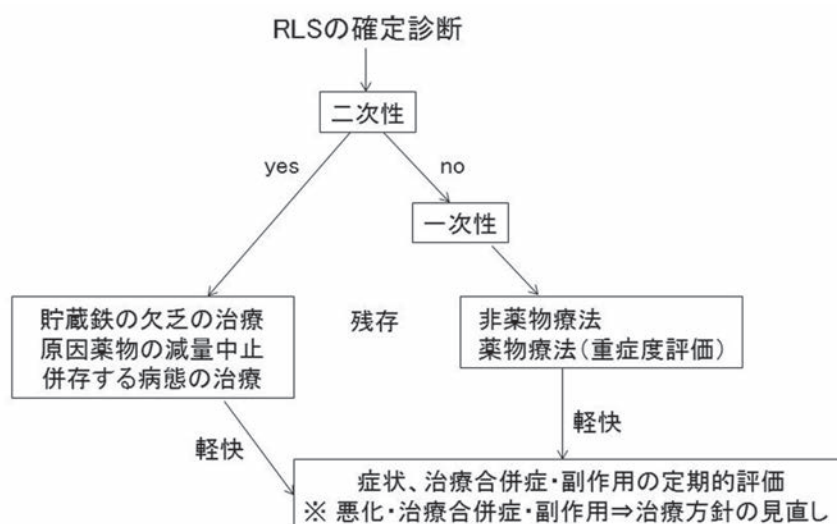 RLSの確定診断
二次性
yes
no
一次性
貯蔵鉄の欠乏の治療
原因薬物の減量中止
併存する病態の治療
残存
非薬物療法
薬物療法(重症度評価)
軽快
軽快
症状、治療合併症・副作用の定期的評価
※ 悪化・治療合併症・副作用⇒治療方針の見直し